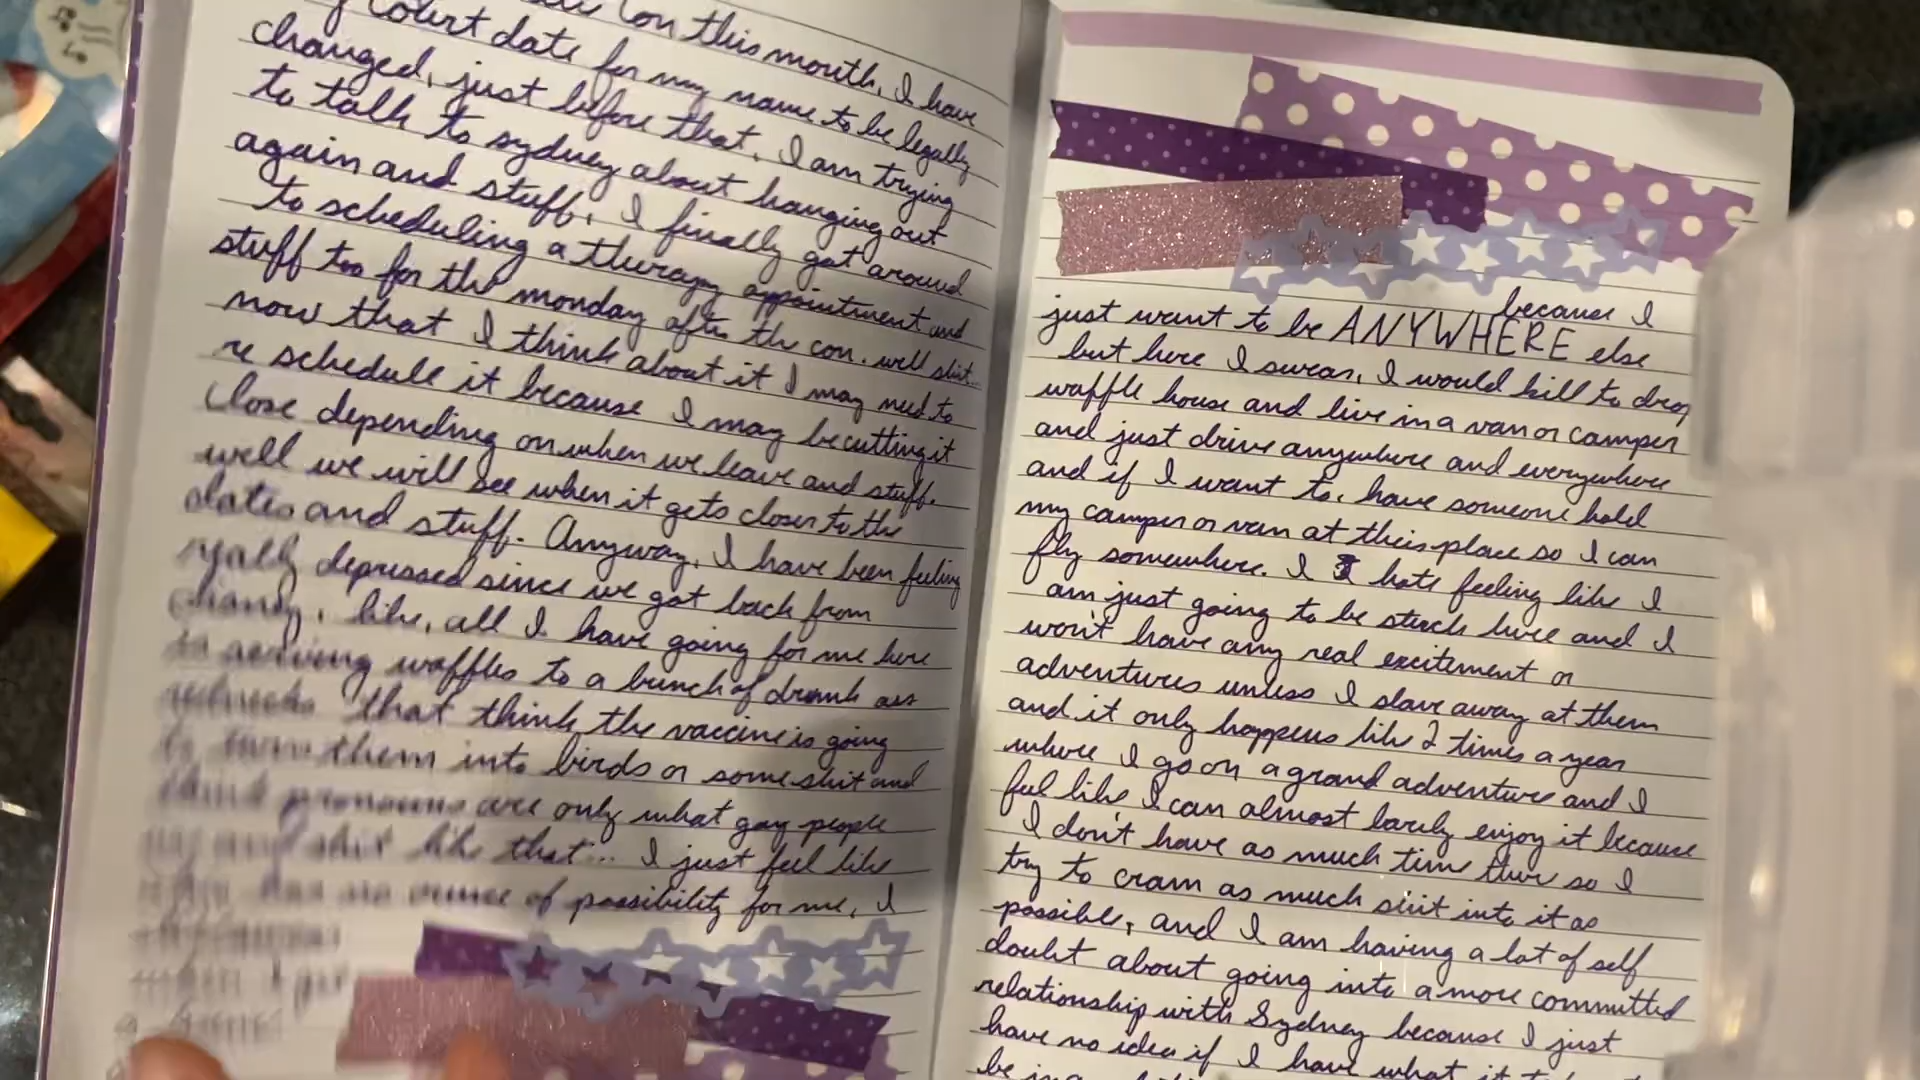 con this month, I have
court date for my name to be legally
changed, just before that, I am trying
to talk to sydney about hanging out
again and stuff, I finally got around
to scheduling a therapy appointment and
stuff too for the monday after the con. well shit...
now that I think about it I may need to
re schedule it because I may be cutting it
close depending on when we leave and stuff.
well we will see when it gets closer to the
dates and stuff. Anyway, I have been feeling
really depressed since we got back from
like, all I have going for me here
serving waffles to a bunch of drunk ass
rednecks that think the vaccine is going
to turn them into birds or some shit and
think pronouns are only what gay people
and shit like that... I just feel like
ounce of possibility for me, I
because I
just want to be ANYWHERE else
but here I swear, I would kill to drop
waffle house and live in a van or camper
and just drive anywhere and everywhere
and if I want to, have someone hold
my camper or van at theis place so I can
fly somewhere. I hate feeling like I
am just going to be stuck here and I
won't have any real excitement or
adventures unless I slave away at them
and it only happens like 2 times a year
where I go on a grand adventure and I
feel like I can almost barely enjoy it because
I don't have as much time there so I
try to cram as much shit into it as
possible, and I am having a lot of self
doubt about going into a more committed
relationship with Sydney because I just
have no idea if I have what it
be in a